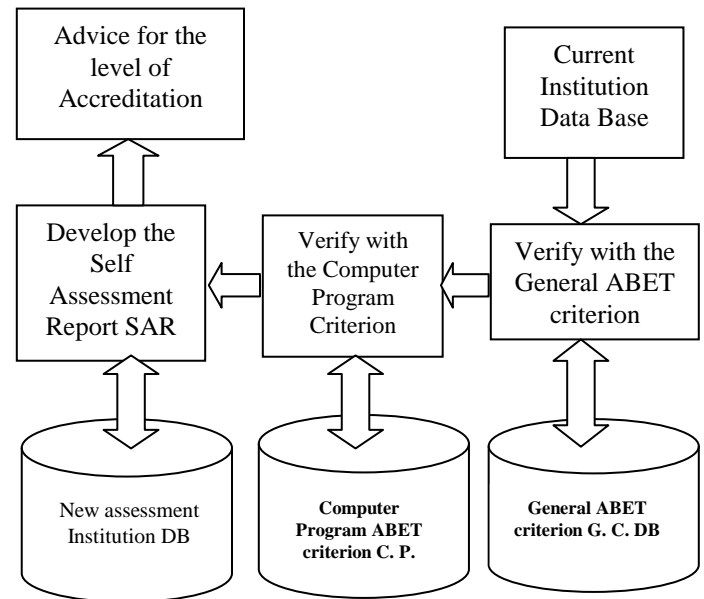 Advice for the
level of
Accreditation
Current
Institution
Data Base
Develop the
Self
Assessment
Report SAR
Verify with
the Computer
Program
Criterion
Verify with the
General ABET
criterion
New assessment
Institution DB
Computer
Program ABET
criterion C. P.
General ABET
criterion G. C. DB